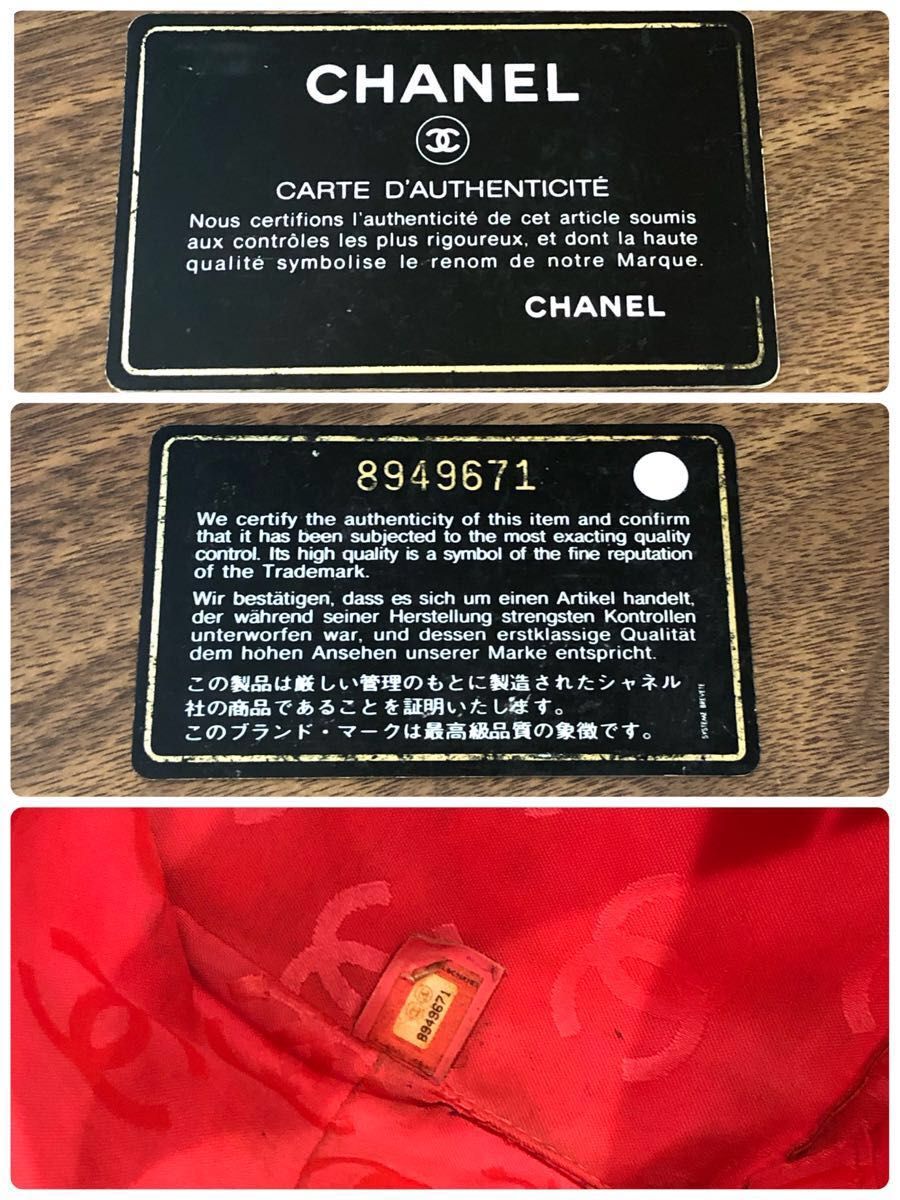 CHANEL
CARTE D'AUTHENTICITÉ
Nous certifions l'authenticité de cet article soumis
aux contrôles les plus rigoureux, et dont la haute
qualité symbolise le renom de notre Marque.
CHANEL
8949671
We certify the authenticity of this item and confirm
that it has been subjected to the most exacting quality
control. Its high quality is a symbol of the fine reputation
of the Trademark.
Wir bestätigen, dass es sich um einen Artikel handelt,
der während seiner Herstellung strengsten Kontrollen
unterworfen war, und dessen erstklassige Qualität
dem hohen Ansehen unserer Marke entspricht.
この製品は厳しい管理のもとに製造されたシャネル
社の商品であることを証明いたします。
このブランド・マークは最高級品質の象徴です。
SYSTEME BREVETE
8949671